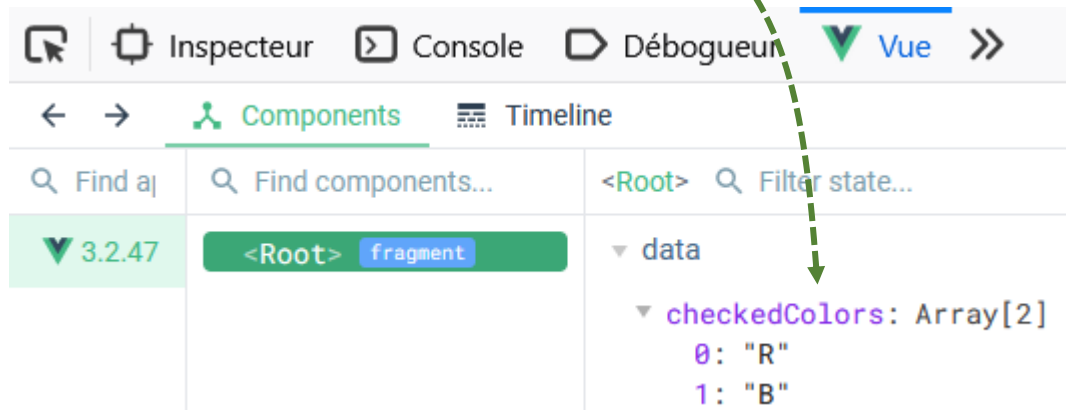 Inspecteur Console Débogueur Vue
Components Timeline
Find a Find components... <Root> Filter state...
3.2.47 <Root> fragment data
checkedColors: Array[2]
0: "R"
1: "B"